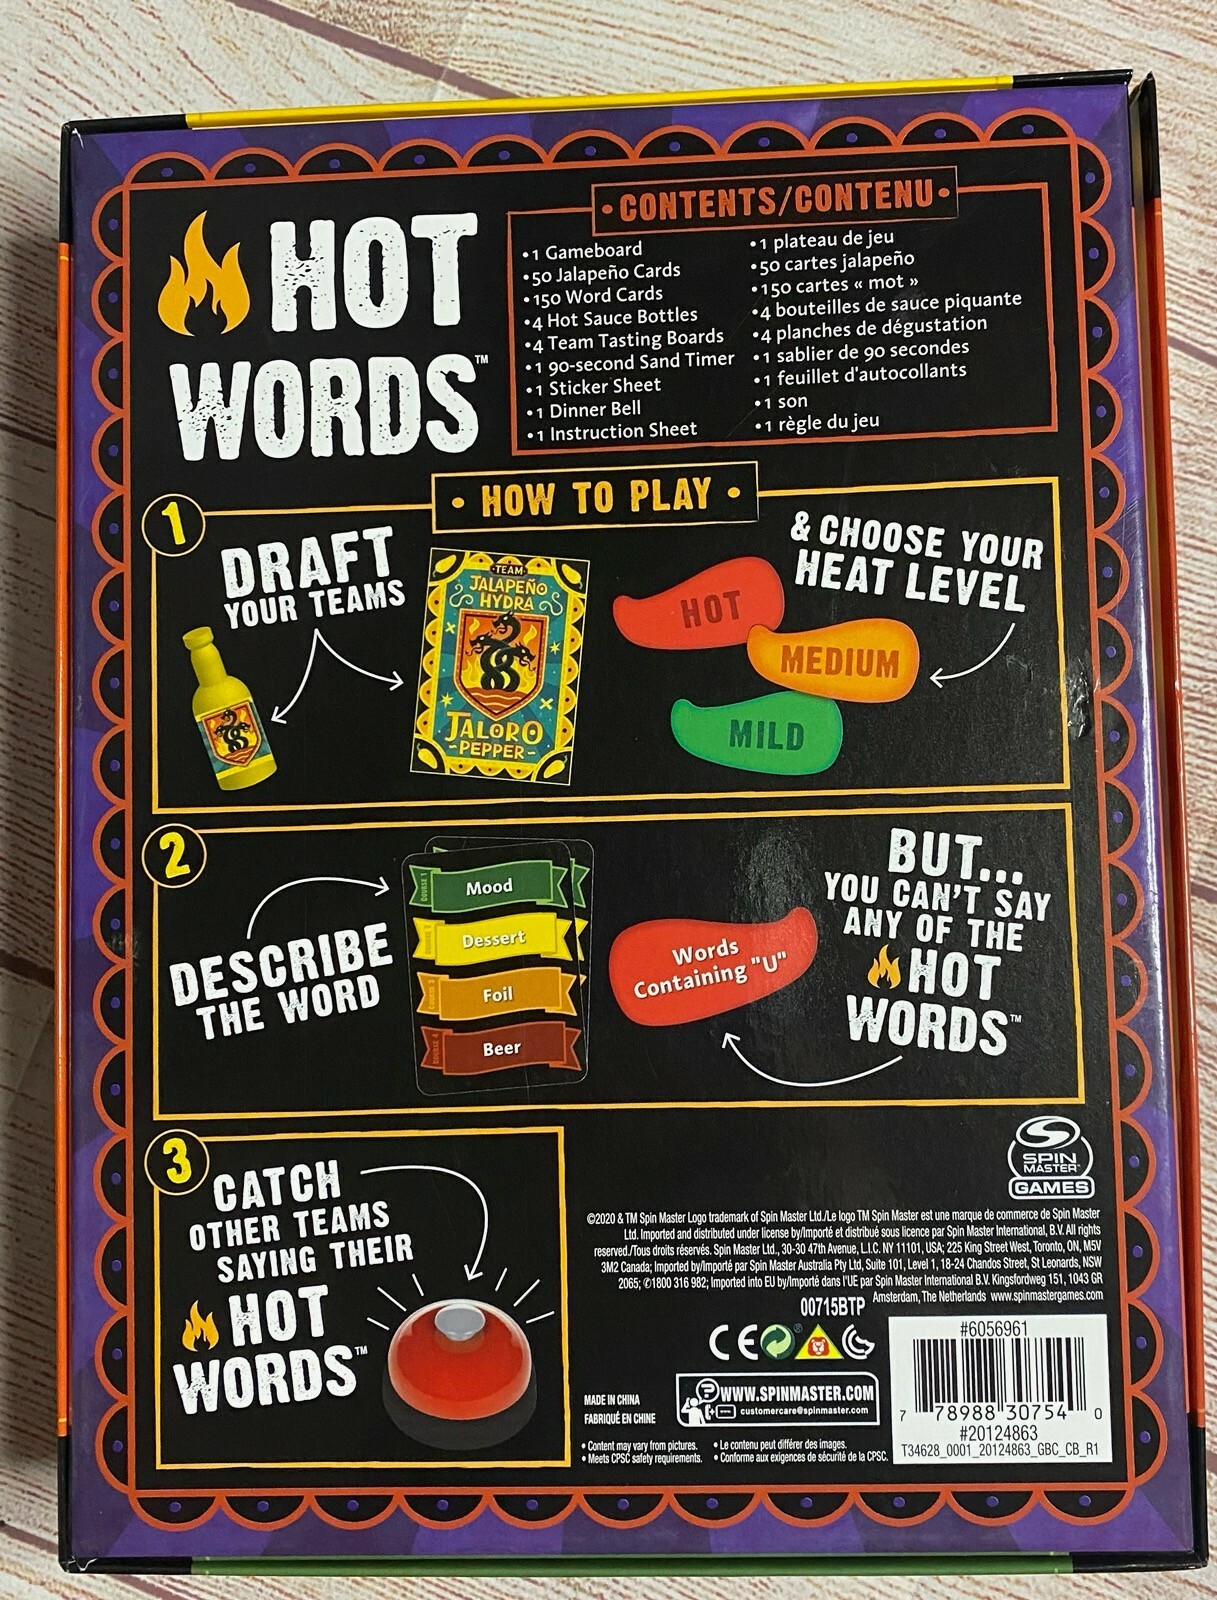 HOT
WORDS™
• CONTENTS/CONTENU •
• 1 Gameboard
• 50 Jalapeño Cards
• 150 Word Cards
• 4 Hot Sauce Bottles
• 4 Team Tasting Boards
• 1 90-second Sand Timer
• 1 Sticker Sheet
• 1 Dinner Bell
• 1 Instruction Sheet
• 1 plateau de jeu
• 50 cartes jalapeño
• 150 cartes « mot »
• 4 bouteilles de sauce piquante
• 4 planches de dégustation
• 1 sablier de 90 secondes
• 1 feuillet d'autocollants
• 1 son
• 1 règle du jeu
• HOW TO PLAY •
1
DRAFT
YOUR TEAMS
TEAM
JALAPEÑO
HYDRA
JALORO
-PEPPER-
& CHOOSE YOUR
HEAT LEVEL
HOT
MEDIUM
MILD
2
DESCRIBE
THE WORD
COURSE 1
Mood
Dessert
Foil
Beer
Words
Containing "U"
BUT...
YOU CAN'T SAY
ANY OF THE
HOT
WORDS™
3
CATCH
OTHER TEAMS
SAYING THEIR
HOT
WORDS™
SPIN
MASTER™
GAMES
©2020 & TM Spin Master Logo trademark of Spin Master Ltd./Le logo TM Spin Master est une marque de commerce de Spin Master
Ltd. Imported and distributed under license by/Importé et distribué sous licence par Spin Master International, B.V. All rights
reserved./Tous droits réservés. Spin Master Ltd., 30-30 47th Avenue, L.I.C. NY 11101, USA; 225 King Street West, Toronto, ON, M5V
3M2 Canada; Imported by/Importé par Spin Master Australia Pty Ltd, Suite 101, Level 1, 18-24 Chandos Street, St Leonards, NSW
2065; ✆1800 316 982; Imported into EU by/Importé dans l'UE par Spin Master International B.V. Kingsfordweg 151, 1043 GR
Amsterdam, The Netherlands www.spinmastergames.com
00715BTP
CE
®
WWW.SPINMASTER.COM
customercare@spinmaster.com
MADE IN CHINA
FABRIQUÉ EN CHINE
• Content may vary from pictures.
• Meets CPSC safety requirements.
• Le contenu peut différer des images.
• Conforme aux exigences de sécurité de la CPSC.
#6056961
7 78988 30754 0
#20124863
T34628_0001_20124863_GBC_CB_R1